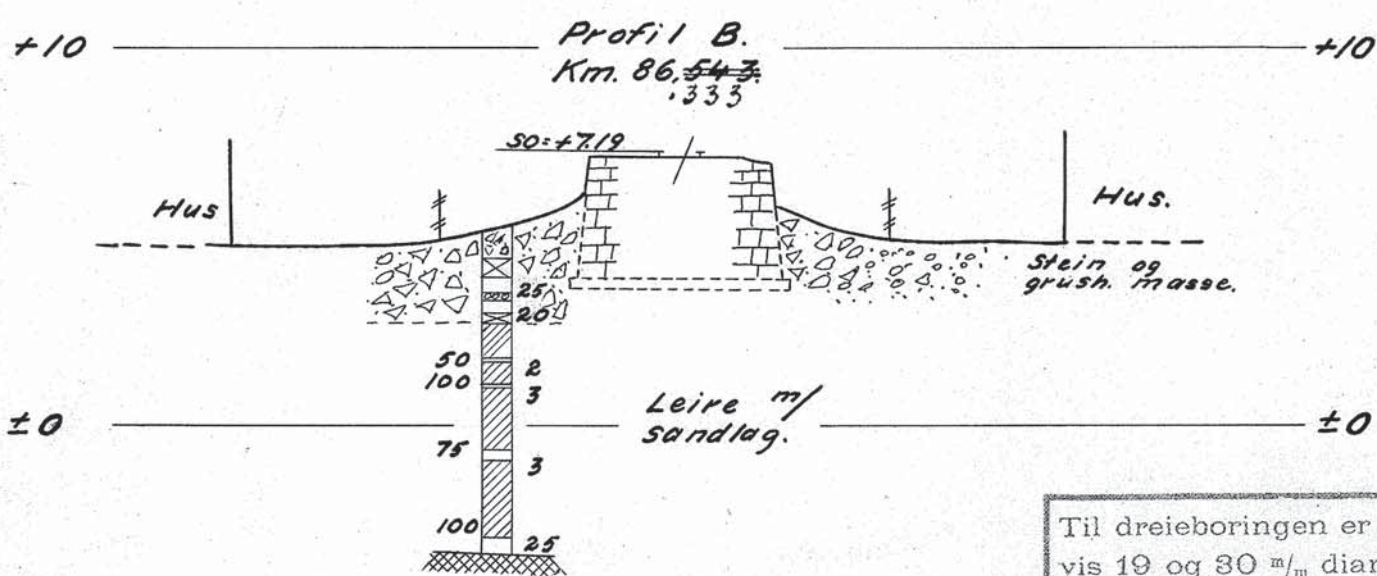 Profil B.
+10 +10
Km. 86,543.
.333
SO=+7.19
Hus
Hus.
Stein og
grush. masse.
25
20
50 2
100 3
Leire m/
sandlag.
±0 ±0
75 3
100 25
Til dreieboringen er
vis 19 og 30 m/m diam